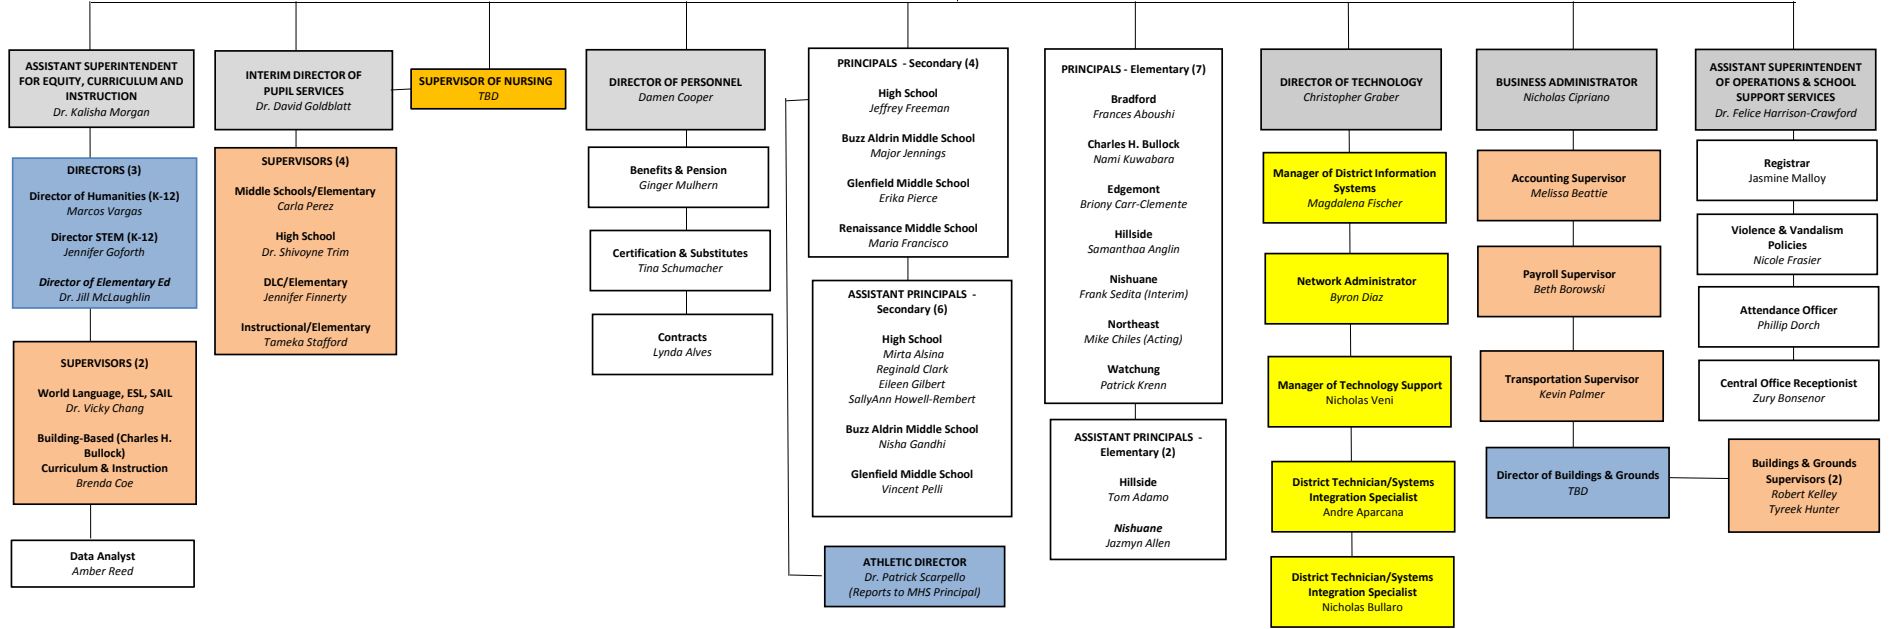 ASSISTANT SUPERINTENDENT
FOR EQUITY, CURRICULUM AND
INSTRUCTION
Dr. Kalisha Morgan
DIRECTORS (3)
Director of Humanities (K-12)
Marcos Vargas
Director STEM (K-12)
Jennifer Goforth
Director of Elementary Ed
Dr. Jill McLaughlin
SUPERVISORS (2)
World Language, ESL, SAIL
Dr. Vicky Chang
Building-Based (Charles H.
Bullock)
Curriculum & Instruction
Brenda Coe
Data Analyst
Amber Reed
INTERIM DIRECTOR OF
PUPIL SERVICES
Dr. David Goldblatt
SUPERVISORS (4)
Middle Schools/Elementary
Carla Perez
High School
Dr. Shivoyne Trim
DLC/Elementary
Jennifer Finnerty
Instructional/Elementary
Tameka Stafford
SUPERVISOR OF NURSING
TBD
DIRECTOR OF PERSONNEL
Damen Cooper
Benefits & Pension
Ginger Mulhern
Certification & Substitutes
Tina Schumacher
Contracts
Lynda Alves
PRINCIPALS - Secondary (4)
High School
Jeffrey Freeman
Buzz Aldrin Middle School
Major Jennings
Glenfield Middle School
Erika Pierce
Renaissance Middle School
Maria Francisco
ASSISTANT PRINCIPALS -
Secondary (6)
High School
Mirta Alsina
Reginald Clark
Eileen Gilbert
SallyAnn Howell-Rembert
Buzz Aldrin Middle School
Nisha Gandhi
Glenfield Middle School
Vincent Pelli
ATHLETIC DIRECTOR
Dr. Patrick Scarpello
(Reports to MHS Principal)
PRINCIPALS - Elementary (7)
Bradford
Frances Aboushi
Charles H. Bullock
Nami Kuwabara
Edgemont
Briony Carr-Clemente
Hillside
Samanthaa Anglin
Nishuane
Frank Sedita (Interim)
Northeast
Mike Chiles (Acting)
Watchung
Patrick Krenn
ASSISTANT PRINCIPALS -
Elementary (2)
Hillside
Tom Adamo
Nishuane
Jazmyn Allen
DIRECTOR OF TECHNOLOGY
Christopher Graber
Manager of District Information
Systems
Magdalena Fischer
Network Administrator
Byron Diaz
Manager of Technology Support
Nicholas Veni
District Technician/Systems
Integration Specialist
Andre Aparcana
District Technician/Systems
Integration Specialist
Nicholas Bullaro
BUSINESS ADMINISTRATOR
Nicholas Cipriano
Accounting Supervisor
Melissa Beattie
Payroll Supervisor
Beth Borowski
Transportation Supervisor
Kevin Palmer
Director of Buildings & Grounds
TBD
Buildings & Grounds
Supervisors (2)
Robert Kelley
Tyreek Hunter
ASSISTANT SUPERINTENDENT
OF OPERATIONS & SCHOOL
SUPPORT SERVICES
Dr. Felice Harrison-Crawford
Registrar
Jasmine Malloy
Violence & Vandalism
Policies
Nicole Frasier
Attendance Officer
Phillip Dorch
Central Office Receptionist
Zury Bonsenor